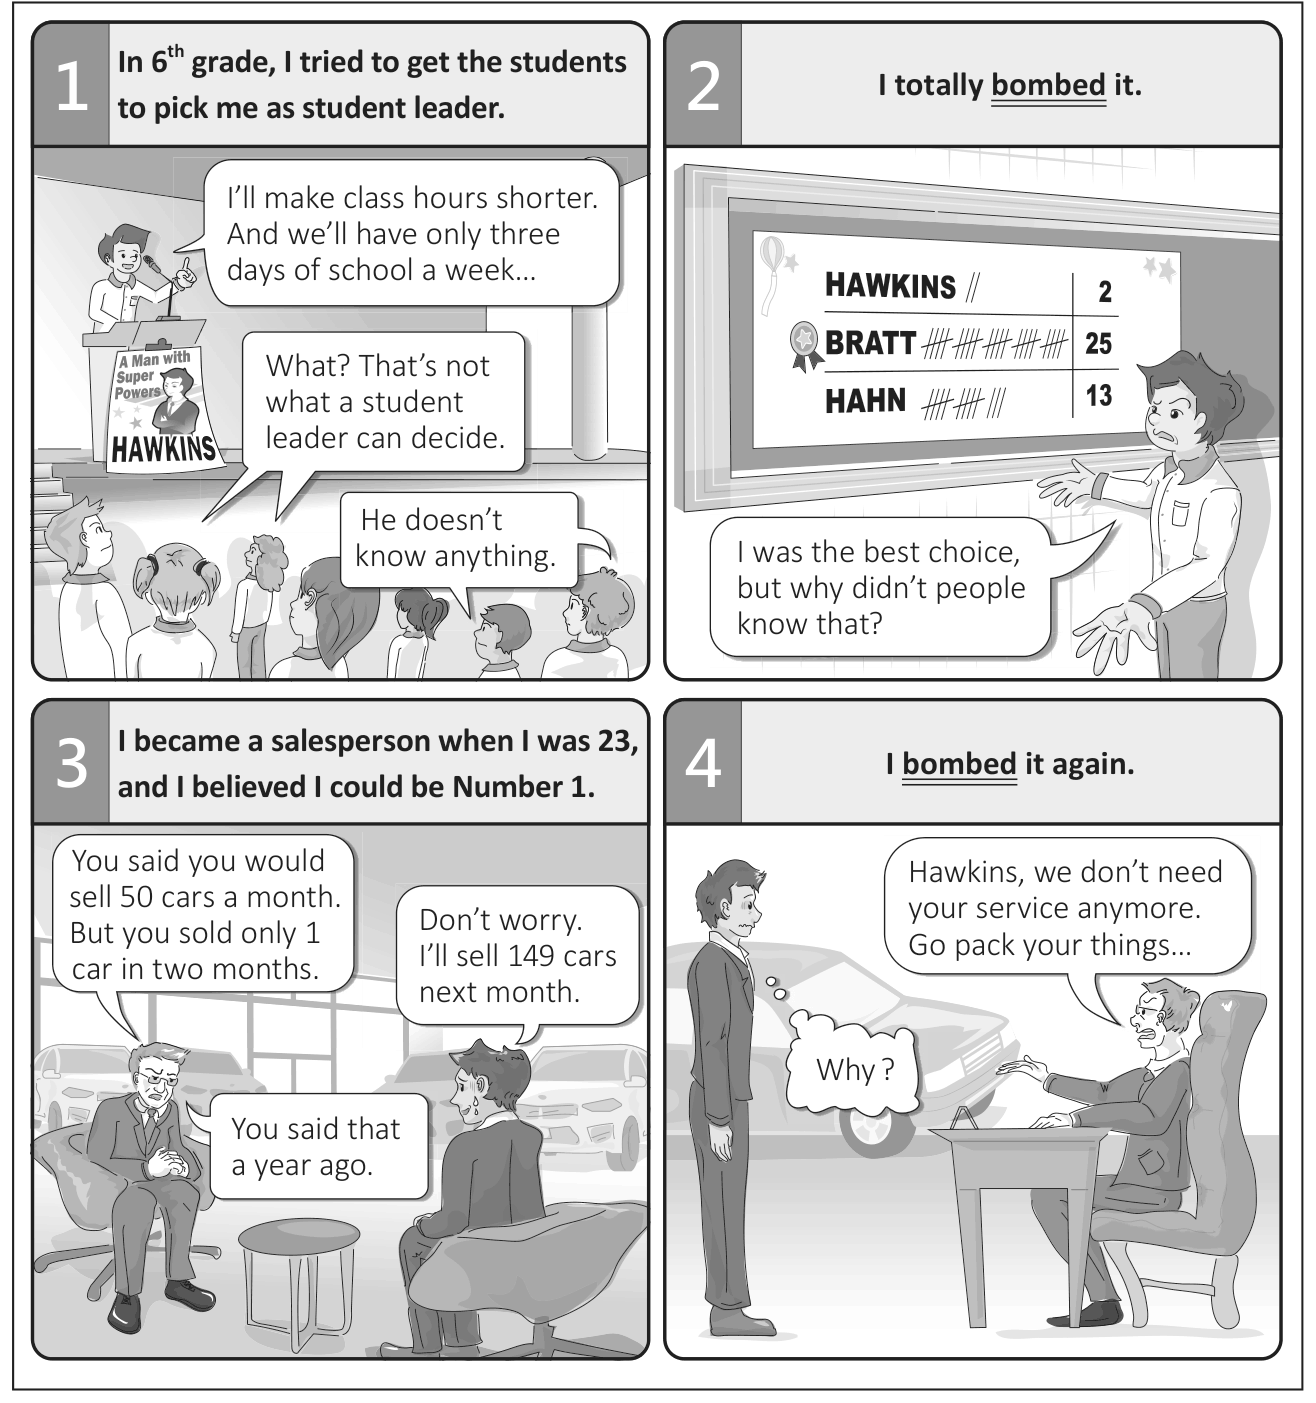 1
In 6th grade, I tried to get the students
to pick me as student leader.
I'll make class hours shorter.
And we'll have only three
days of school a week...
What? That's not
what a student
leader can decide.
He doesn't
know anything.
A Man with
Super
Powers
HAWKINS
2
I totally bombed it.
HAWKINS 2
BRATT 25
HAHN 13
I was the best choice,
but why didn't people
know that?
3
I became a salesperson when I was 23,
and I believed I could be Number 1.
You said you would
sell 50 cars a month.
But you sold only 1
car in two months.
Don't worry.
I'll sell 149 cars
next month.
You said that
a year ago.
4
I bombed it again.
Hawkins, we don't need
your service anymore.
Go pack your things...
Why?